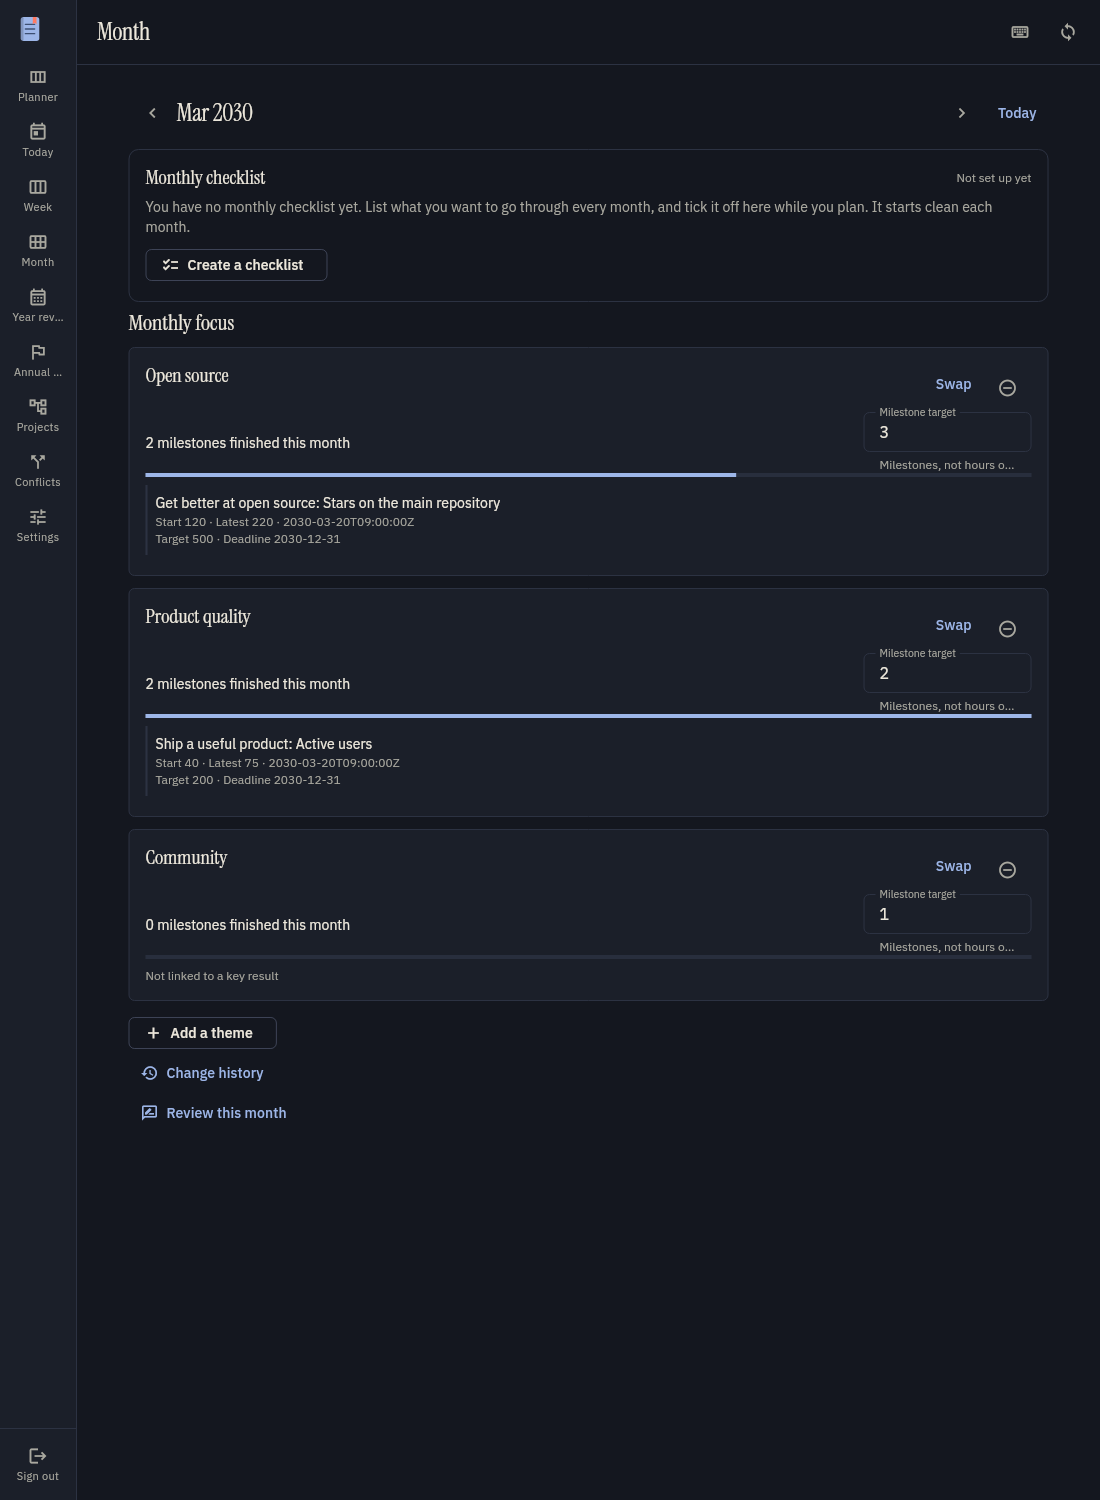 Month
Planner
Today
Week
Month
Year rev...
Annual ...
Projects
Conflicts
Settings
Sign out
Mar 2030
Today
Monthly checklist
Not set up yet
You have no monthly checklist yet. List what you want to go through every month, and tick it off here while you plan. It starts clean each
month.
Create a checklist
Monthly focus
Open source
Swap
Milestone target
2 milestones finished this month
3
Milestones, not hours o...
Get better at open source: Stars on the main repository
Start 120 · Latest 220 · 2030-03-20T09:00:00Z
Target 500 · Deadline 2030-12-31
Product quality
Swap
Milestone target
2 milestones finished this month
2
Milestones, not hours o...
Ship a useful product: Active users
Start 40 · Latest 75 · 2030-03-20T09:00:00Z
Target 200 · Deadline 2030-12-31
Community
Swap
Milestone target
0 milestones finished this month
1
Milestones, not hours o...
Not linked to a key result
Add a theme
Change history
Review this month